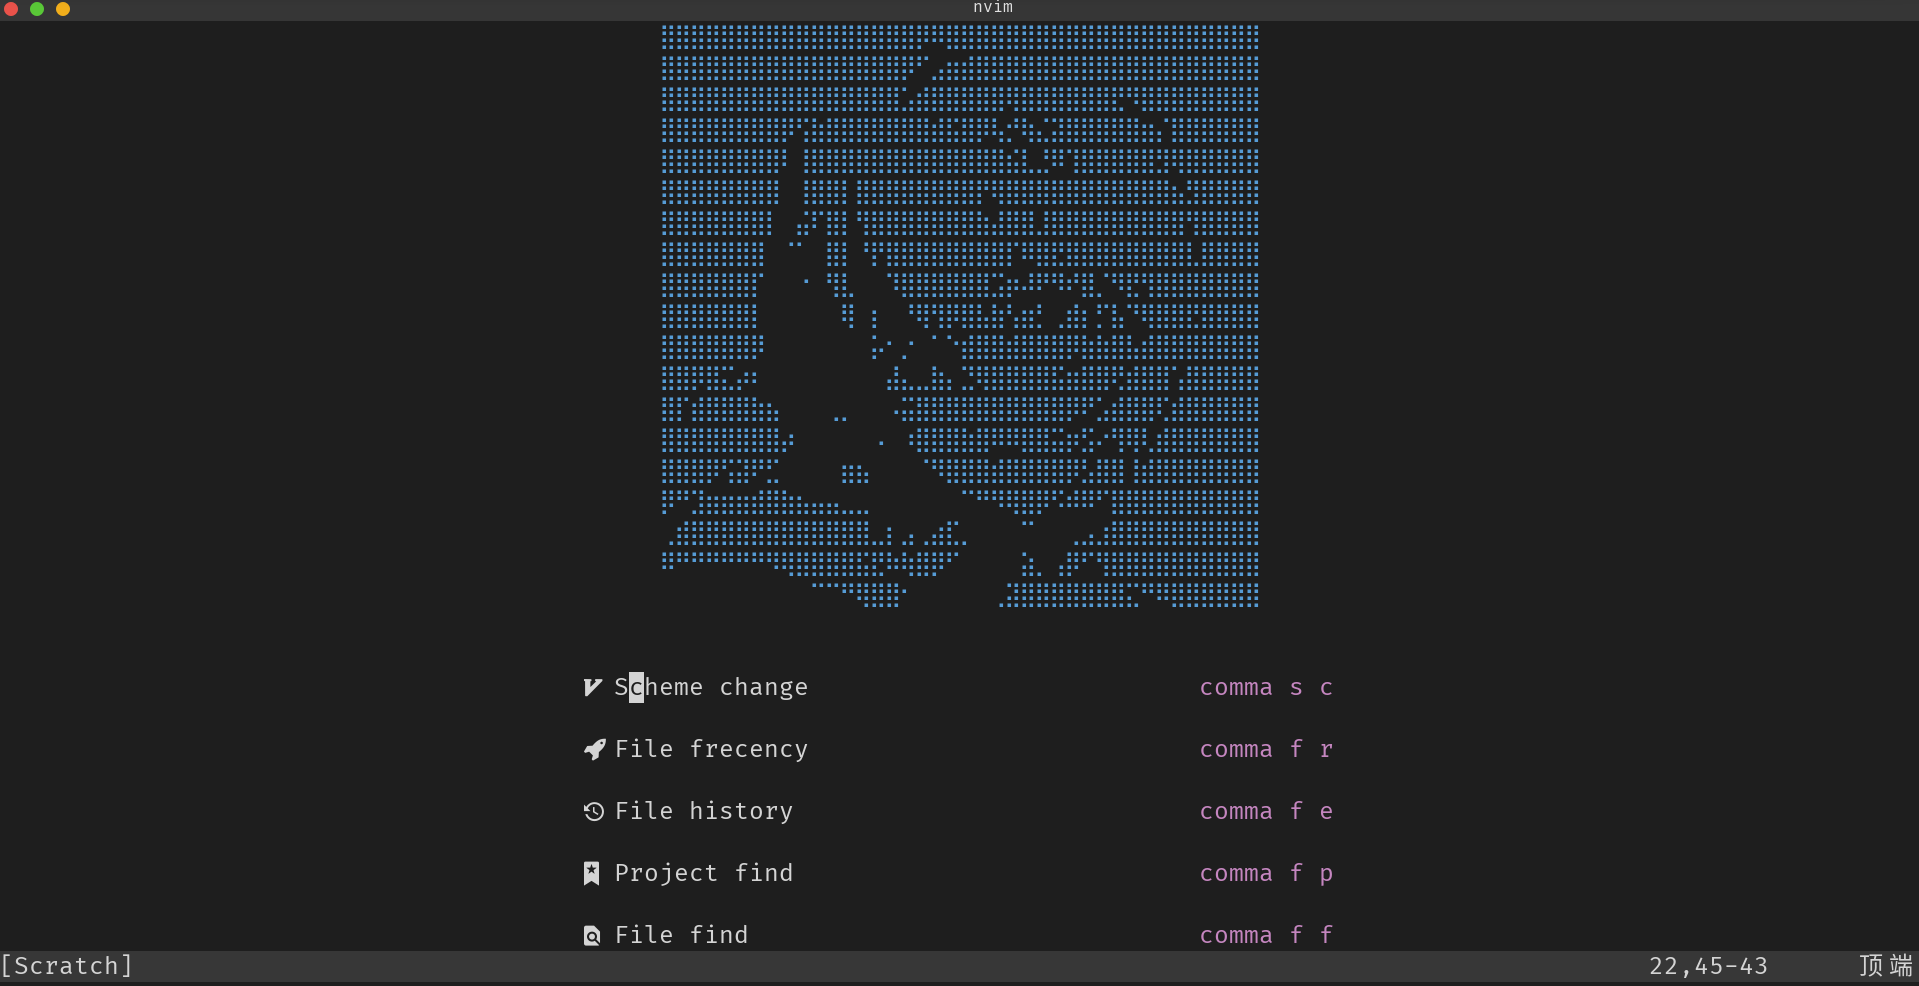 nvim
Scheme change comma s c
File frecency comma f r
File history comma f e
Project find comma f p
File find comma f f
[Scratch] 22,45-43 顶端